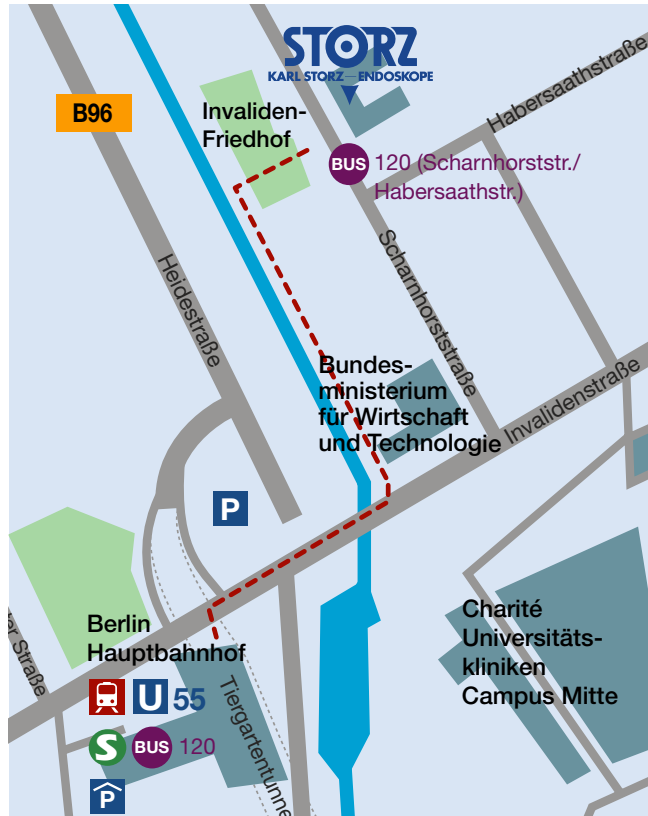 STORZ
KARL STORZ—ENDOSKOPE
B96
Invaliden-
Friedhof
Habersaathstraße
BUS 120 (Scharnhorststr./
Habersaathstr.)
Heidestraße
Scharnhorststraße
Bundes-
ministerium
für Wirtschaft
und Technologie
Invalidenstraße
P
Berlin
Hauptbahnhof
Charité
Universitäts-
kliniken
Campus Mitte
Straße
U 55
Tiergartentunne
S BUS 120
P